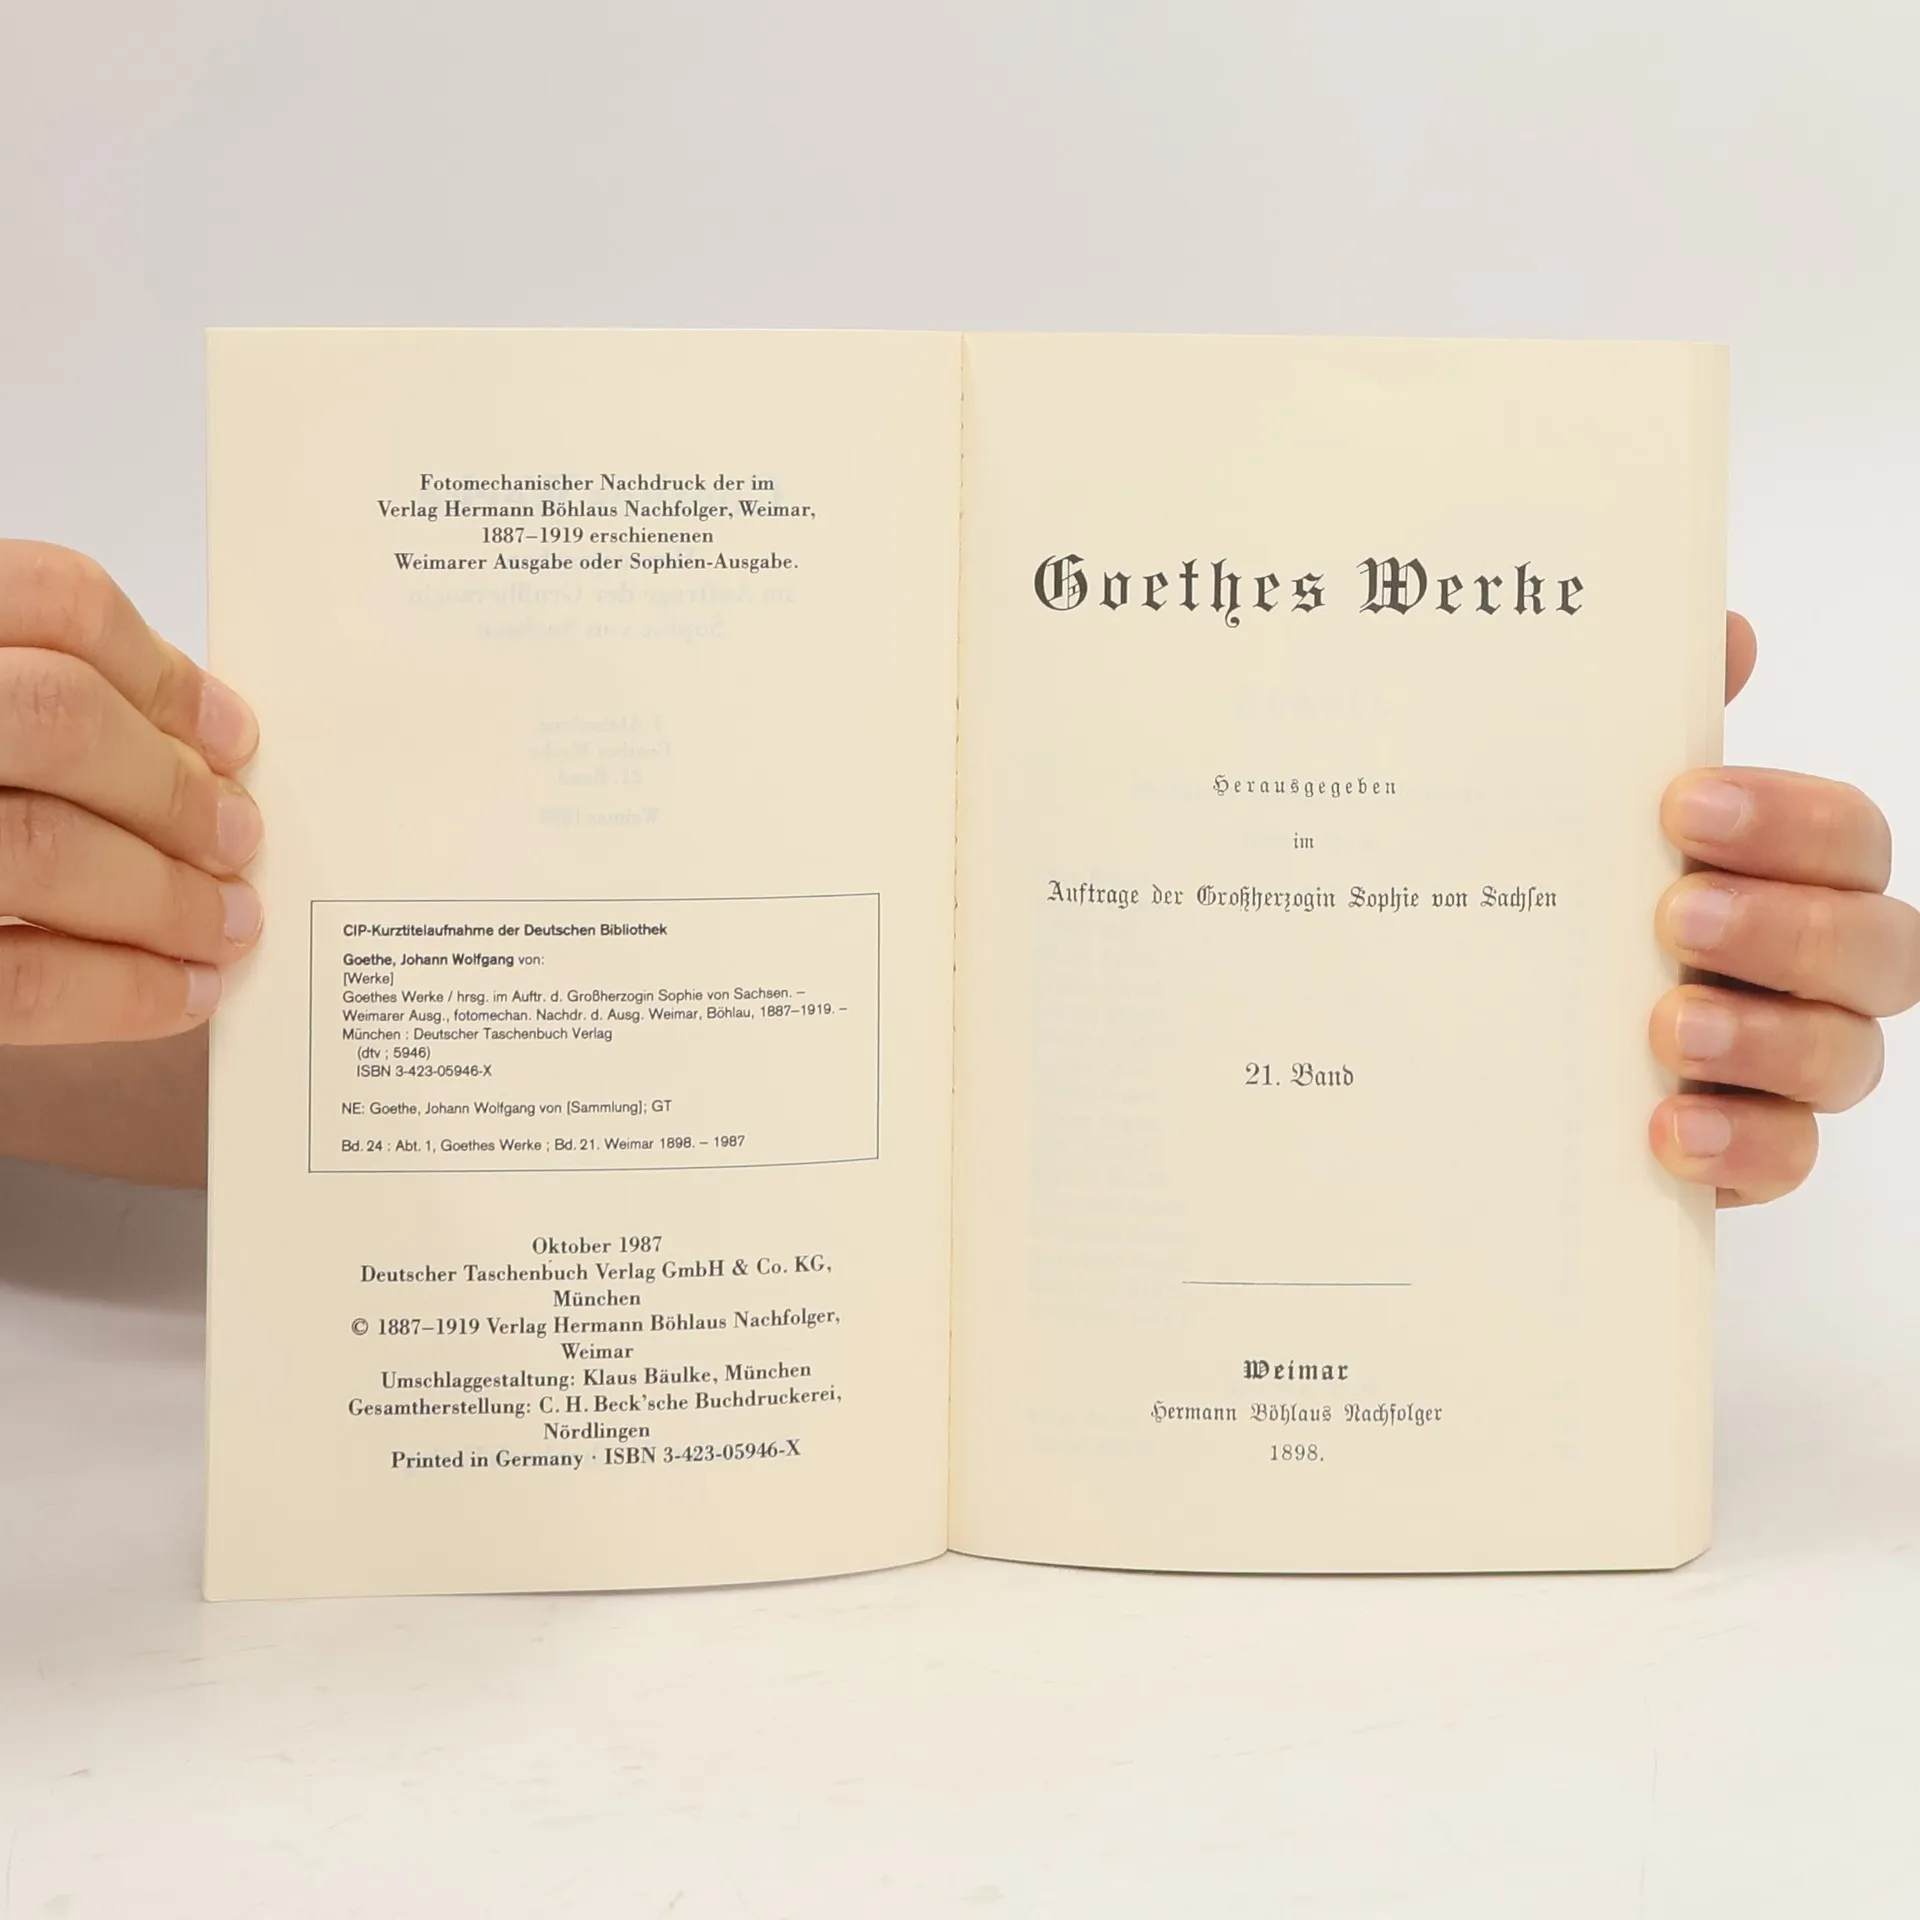 Fotomechanischer Nachdruck der im
Verlag Hermann Böhlaus Nachfolger, Weimar,
1887–1919 erschienenen
Weimarer Ausgabe oder Sophien-Ausgabe.
CIP-Kurztitelaufnahme der Deutschen Bibliothek
Goethe, Johann Wolfgang von:
[Werke]
Goethes Werke / hrsg. im Auftr. d. Großherzogin Sophie von Sachsen. –
Weimarer Ausg., fotomechan. Nachdr. d. Ausg. Weimar, Böhlau, 1887–1919. –
München : Deutscher Taschenbuch Verlag
(dtv ; 5946)
ISBN 3-423-05946-X
NE: Goethe, Johann Wolfgang von [Sammlung]; GT
Bd. 24 : Abt. 1, Goethes Werke ; Bd. 21. Weimar 1898. – 1987
Oktober 1987
Deutscher Taschenbuch Verlag GmbH & Co. KG,
München
© 1887–1919 Verlag Hermann Böhlaus Nachfolger,
Weimar
Umschlaggestaltung: Klaus Bäulke, München
Gesamtherstellung: C. H. Beck'sche Buchdruckerei,
Nördlingen
Printed in Germany · ISBN 3-423-05946-X
Goethes Werke
Herausgegeben
im
Auftrage der Großherzogin Sophie von Sachſen
21. Band
Weimar
Hermann Böhlaus Nachfolger
1898.